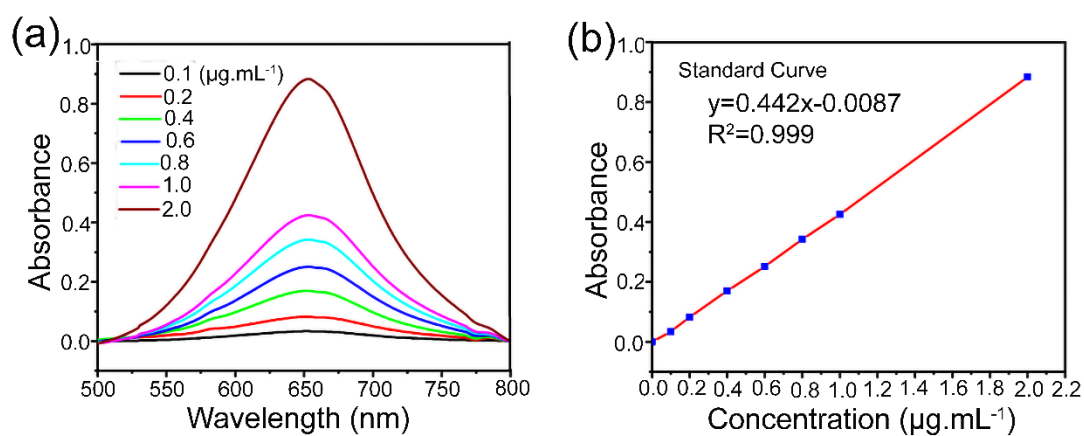 (a)
1.0
0.8
0.6
0.4
0.2
0.0
Absorbance
0.1 (µg.mL⁻¹)
0.2
0.4
0.6
0.8
1.0
2.0
500
550
600
650
700
750
800
Wavelength (nm)
(b)
1.0
0.8
0.6
0.4
0.2
0.0
Absorbance
Standard Curve
y=0.442x-0.0087
R²=0.999
0.0 0.2 0.4 0.6 0.8 1.0 1.2 1.4 1.6 1.8 2.0 2.2
Concentration (µg.mL⁻¹)